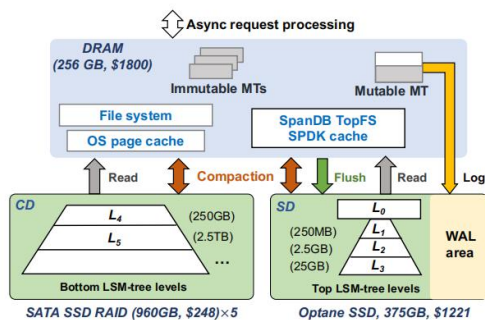 Async request processing
DRAM
(256 GB, $1800)
Immutable MTs
Mutable MT
File system
OS page cache
SpanDB TopFS
SPDK cache
Read
Compaction
Flush
Read
Log
CD
L4
(250GB)
L5
(2.5TB)
...
Bottom LSM-tree levels
SD
L0
(250MB)
L1
(2.5GB)
L2
(25GB)
L3
Top LSM-tree levels
WAL
area
SATA SSD RAID (960GB, $248)×5
Optane SSD, 375GB, $1221